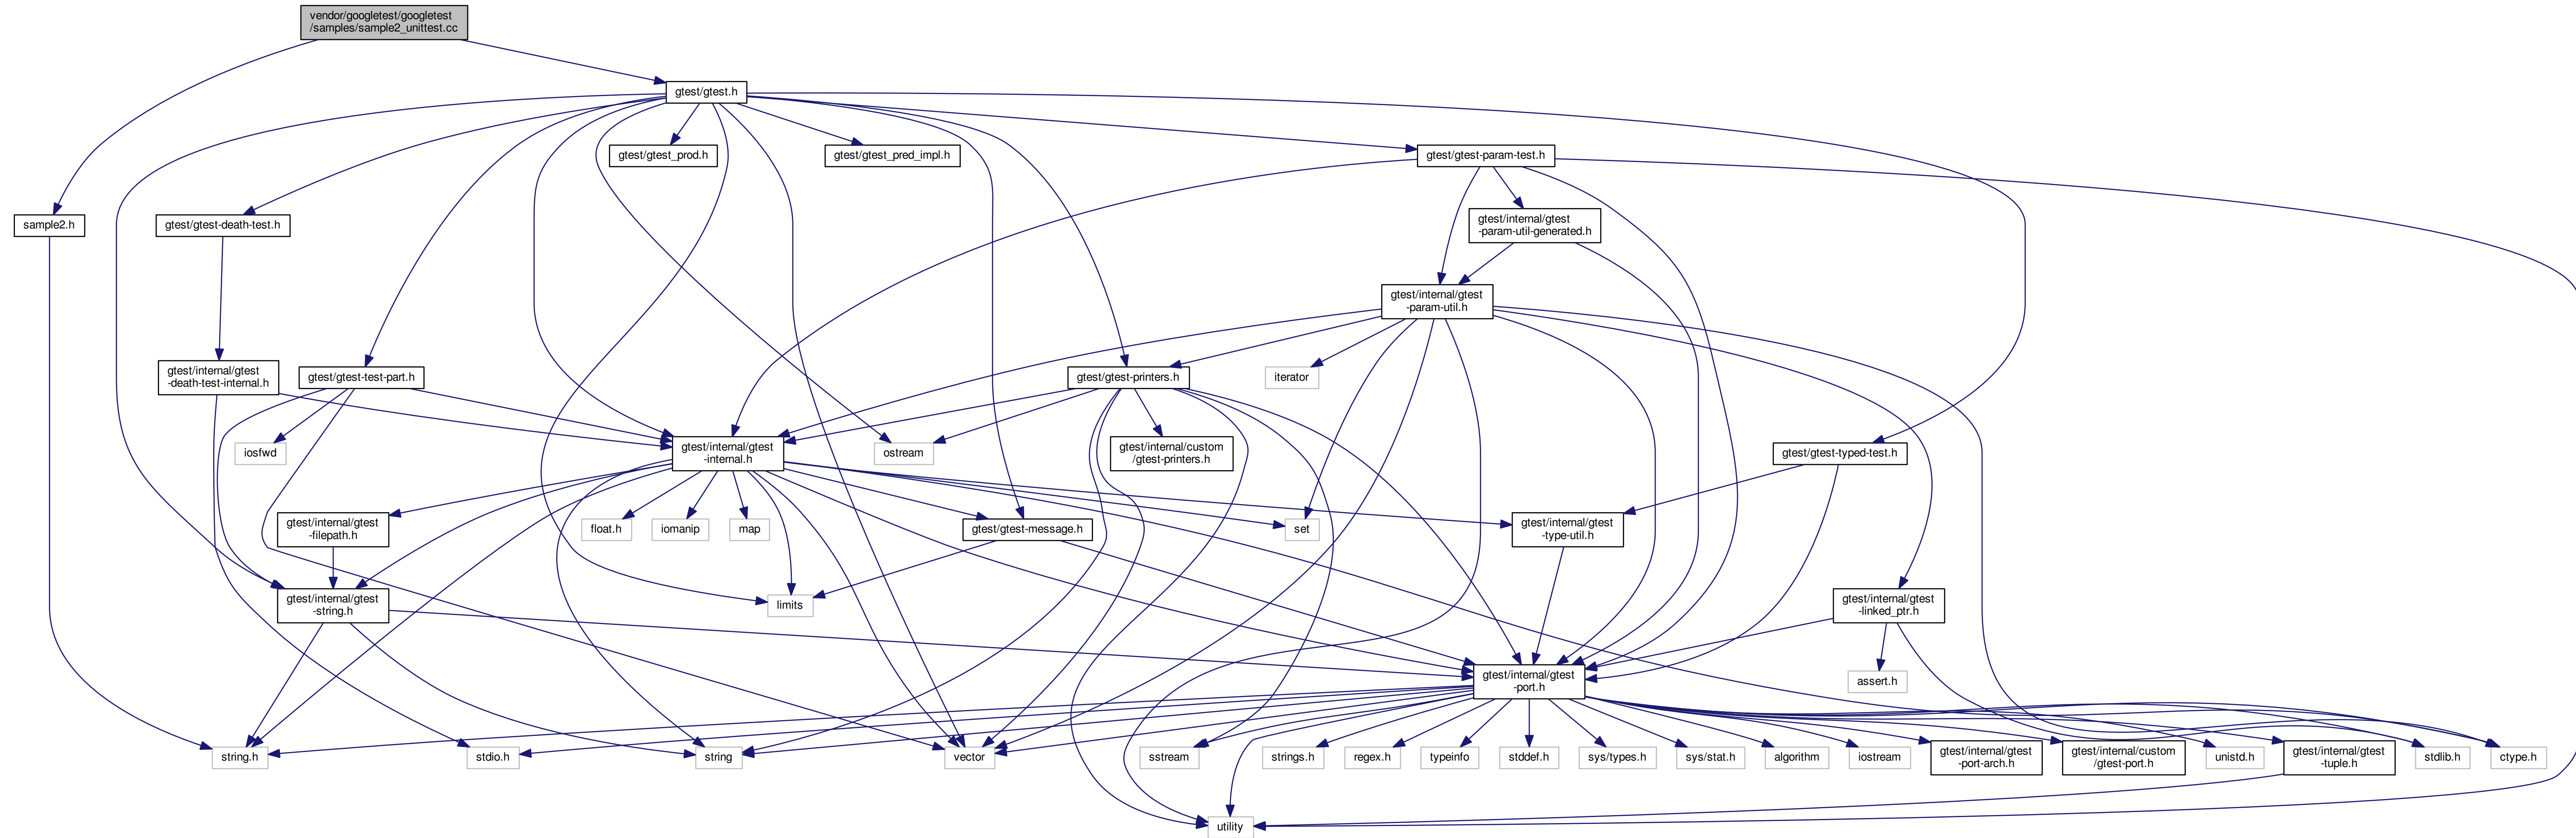 vendor/googletest/googletest
/samples/sample2_unittest.cc
gtest/gtest.h
gtest/gtest_prod.h
gtest/gtest_pred_impl.h
gtest/gtest-param-test.h
sample2.h
gtest/gtest-death-test.h
gtest/internal/gtest
-param-util-generated.h
gtest/internal/gtest
-param-util.h
gtest/internal/gtest
-death-test-internal.h
gtest/gtest-test-part.h
gtest/gtest-printers.h
iterator
iosfwd
gtest/internal/gtest
-internal.h
ostream
gtest/internal/custom
/gtest-printers.h
gtest/gtest-typed-test.h
gtest/internal/gtest
-filepath.h
float.h
iomanip
map
gtest/gtest-message.h
set
gtest/internal/gtest
-type-util.h
gtest/internal/gtest
-string.h
limits
gtest/internal/gtest
-linked_ptr.h
gtest/internal/gtest
-port.h
assert.h
string.h
stdio.h
string
vector
sstream
strings.h
regex.h
typeinfo
stddef.h
sys/types.h
sys/stat.h
algorithm
iostream
gtest/internal/gtest
-port-arch.h
gtest/internal/custom
/gtest-port.h
unistd.h
gtest/internal/gtest
-tuple.h
stdlib.h
ctype.h
utility